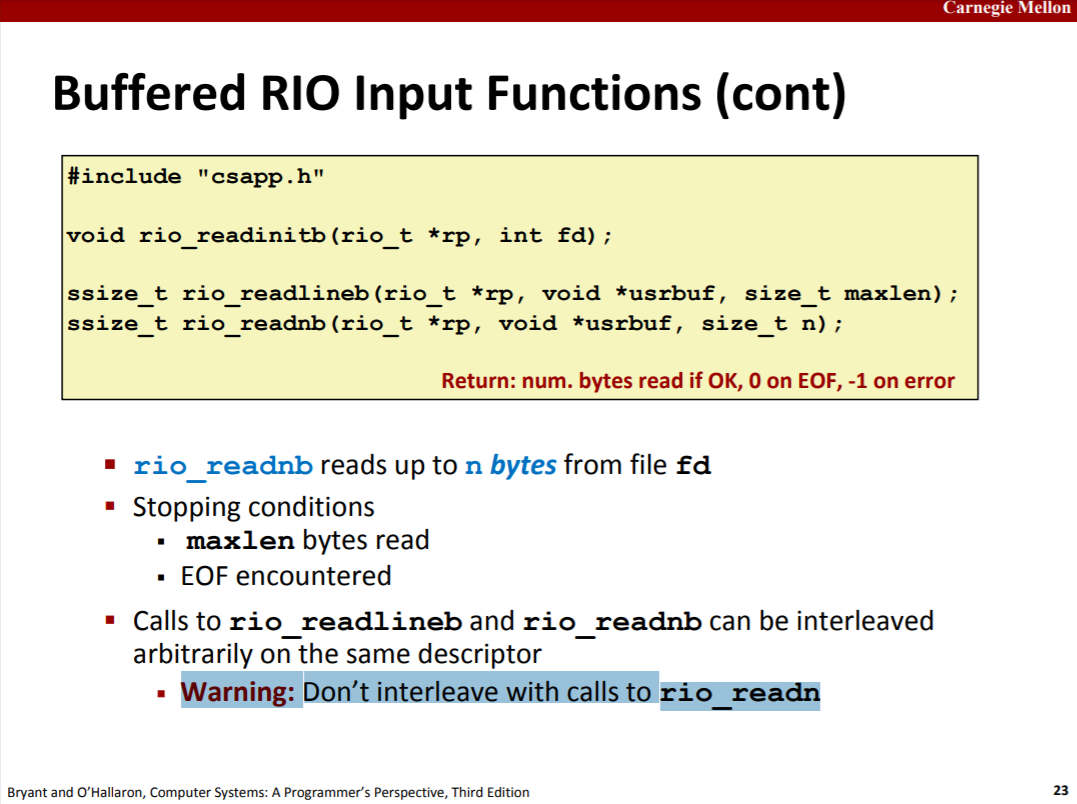 Carnegie Mellon
Buffered RIO Input Functions (cont)
#include "csapp.h"
void rio_readinitb(rio_t *rp, int fd);
ssize_t rio_readlineb(rio_t *rp, void *usrbuf, size_t maxlen);
ssize_t rio_readnb(rio_t *rp, void *usrbuf, size_t n);
Return: num. bytes read if OK, 0 on EOF, -1 on error
▪ rio_readnb reads up to n bytes from file fd
▪ Stopping conditions
▪ maxlen bytes read
▪ EOF encountered
▪ Calls to rio_readlineb and rio_readnb can be interleaved
arbitrarily on the same descriptor
▪ Warning: Don’t interleave with calls to rio_readn
Bryant and O’Hallaron, Computer Systems: A Programmer’s Perspective, Third Edition
23